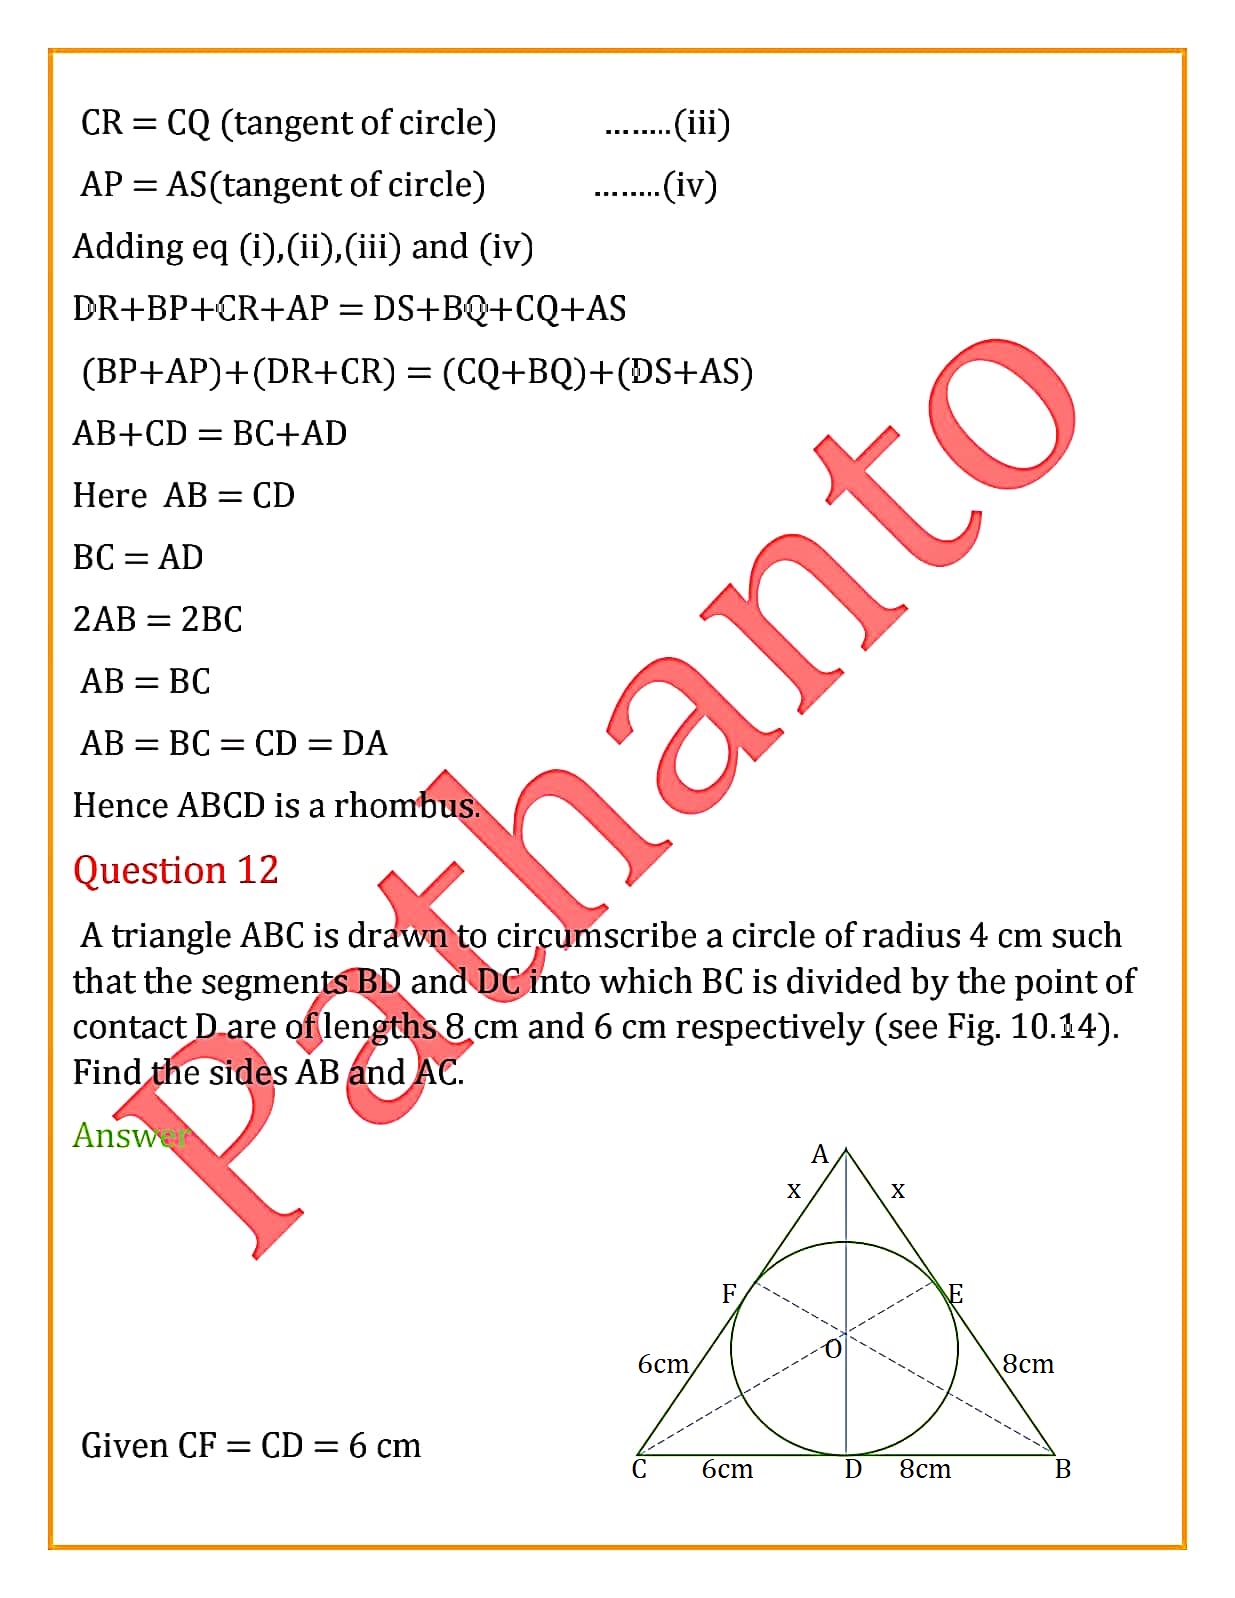 CR = CQ (tangent of circle) ........(iii)
AP = AS(tangent of circle) ........(iv)
Adding eq (i),(ii),(iii) and (iv)
DR+BP+CR+AP = DS+BQ+CQ+AS
(BP+AP)+(DR+CR) = (CQ+BQ)+(DS+AS)
AB+CD = BC+AD
Here AB = CD
BC = AD
2AB = 2BC
AB = BC
AB = BC = CD = DA
Hence ABCD is a rhombus.
Question 12
A triangle ABC is drawn to circumscribe a circle of radius 4 cm such
that the segments BD and DC into which BC is divided by the point of
contact D are of lengths 8 cm and 6 cm respectively (see Fig. 10.14).
Find the sides AB and AC.
Answer
A
x x
F E
O
6cm 8cm
Given CF = CD = 6 cm
C 6cm D 8cm B
Pathanto